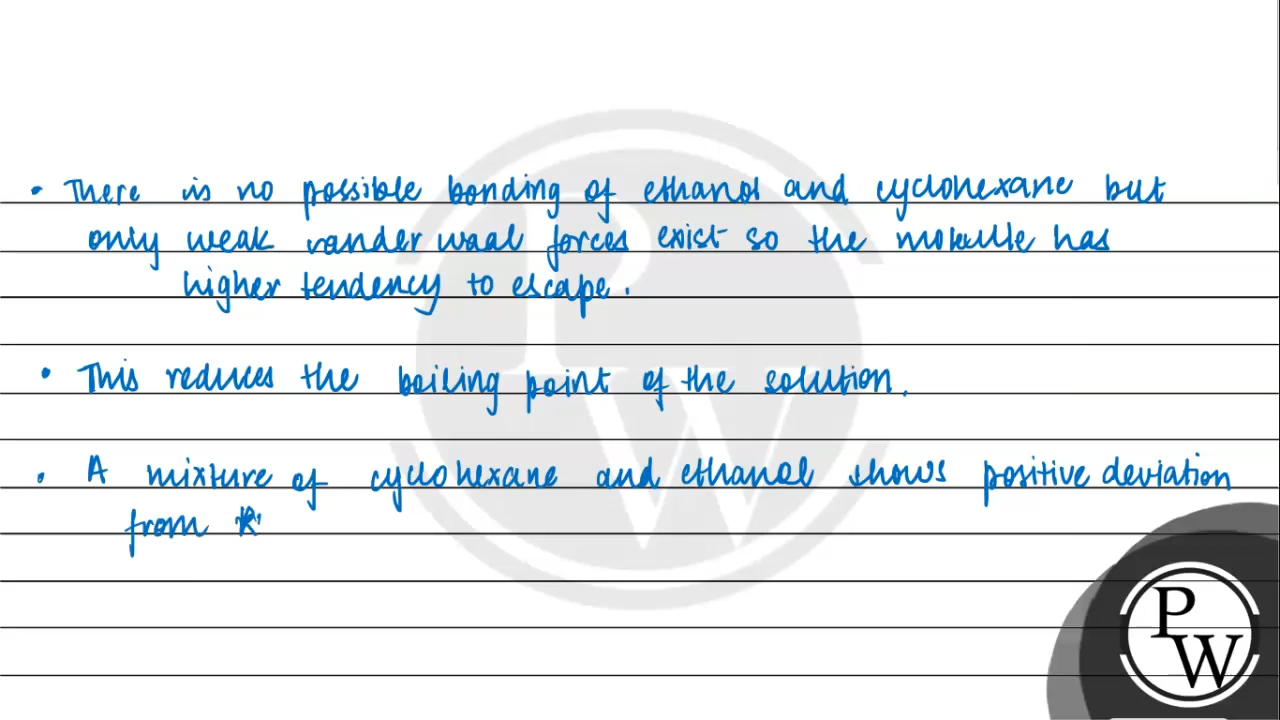 • There is no possible bonding of ethanol and cyclohexane but
only weak vander waal forces exist so the molecule has
higher tendency to escape.
• This reduces the boiling point of the solution.
• A mixture of cyclohexane and ethanol shows positive deviation
from
P
W
P
W